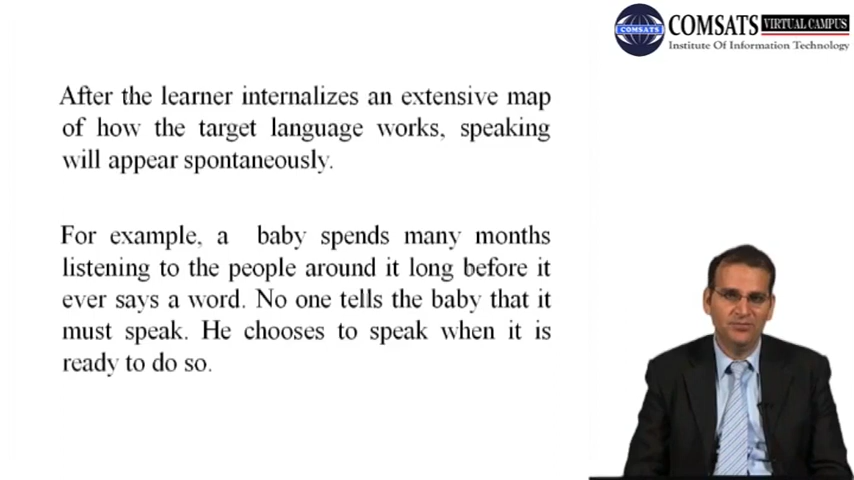 COMSATS VIRTUAL CAMPUS
COMSATS
Institute Of Information Technology
After the learner internalizes an extensive map
of how the target language works, speaking
will appear spontaneously.
For example, a baby spends many months
listening to the people around it long before it
ever says a word. No one tells the baby that it
must speak. He chooses to speak when it is
ready to do so.